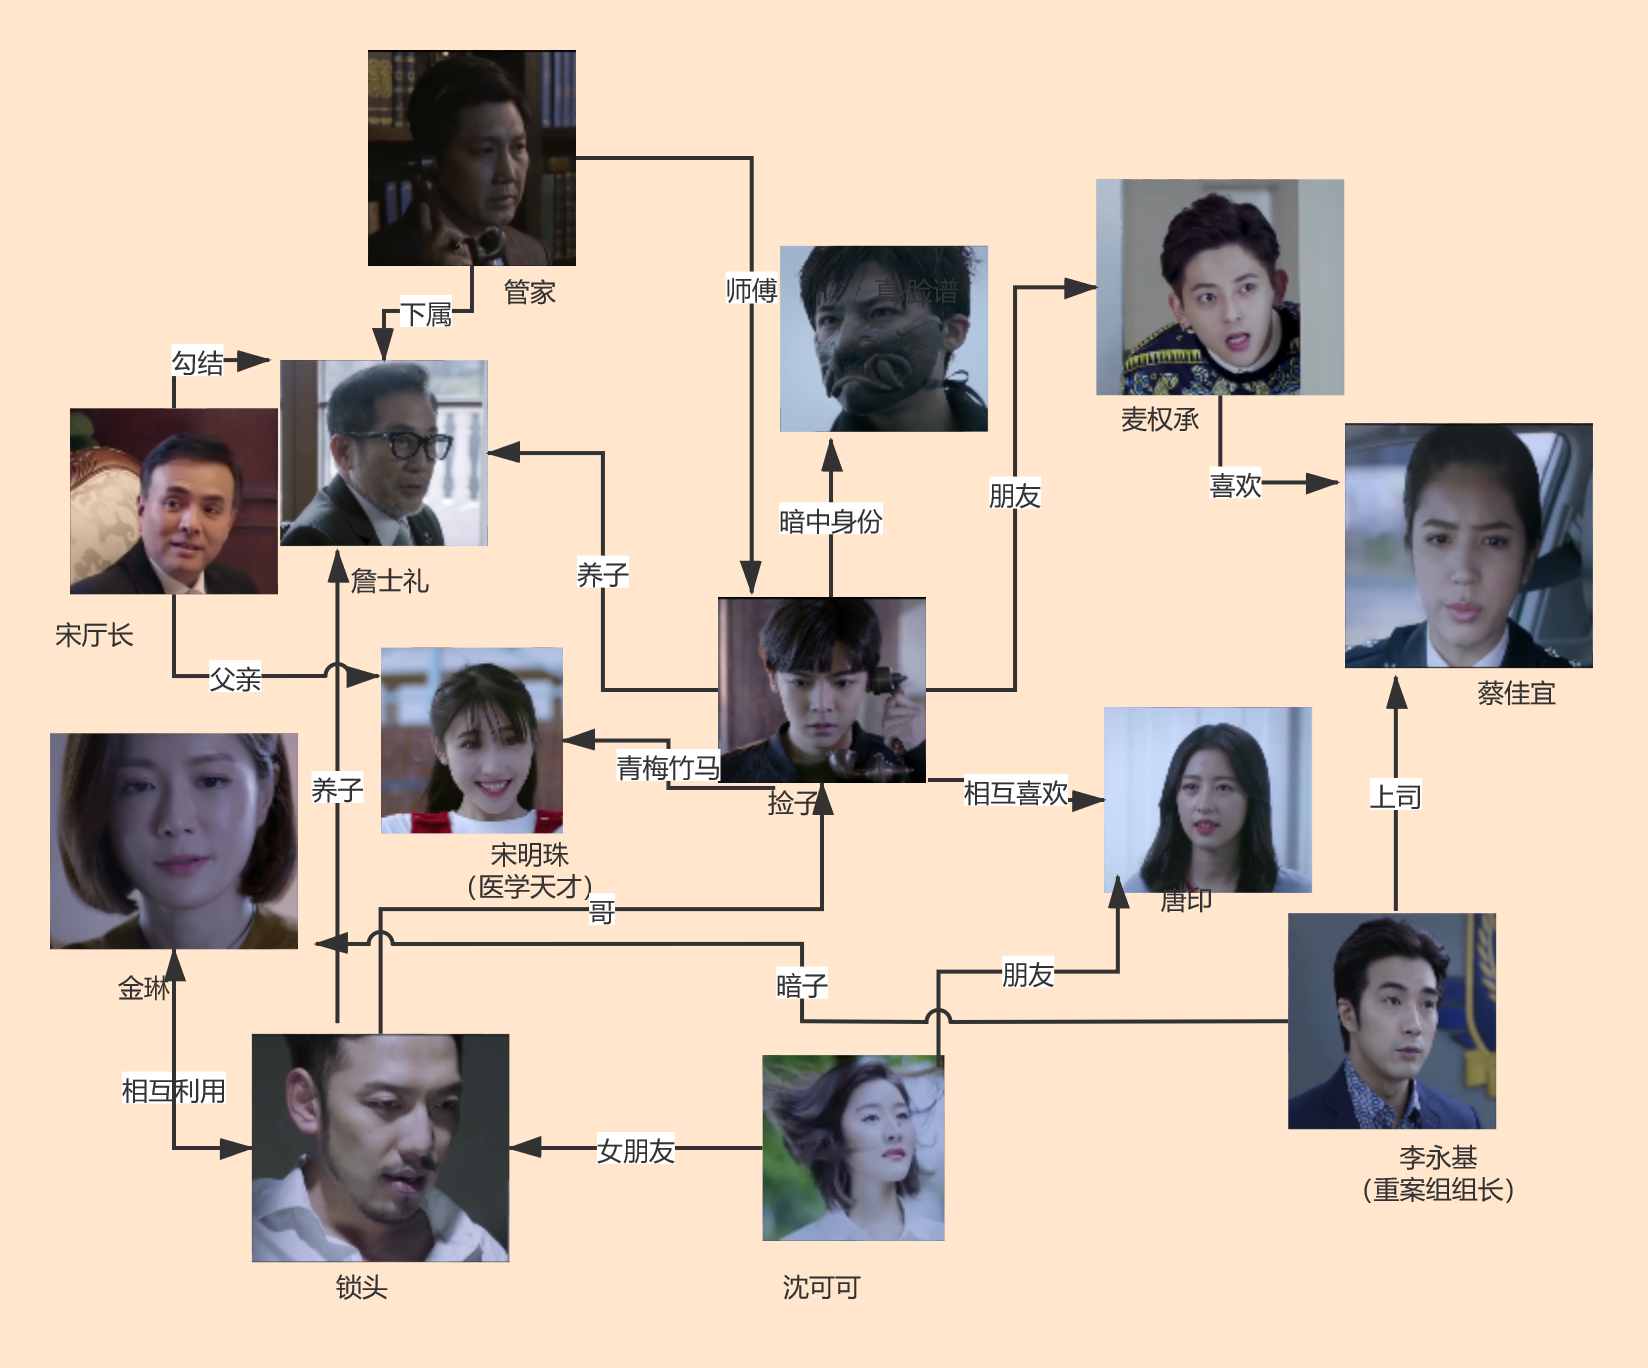 管家
师傅
真脸谱
下属
勾结
麦权承
喜欢
朋友
暗中身份
养子
詹士礼
宋厅长
父亲
蔡佳宜
青梅竹马
捡子
相互喜欢
养子
上司
宋明珠
（医学天才）
哥
唐印
金琳
暗子
朋友
相互利用
女朋友
李永基
（重案组组长）
锁头
沈可可